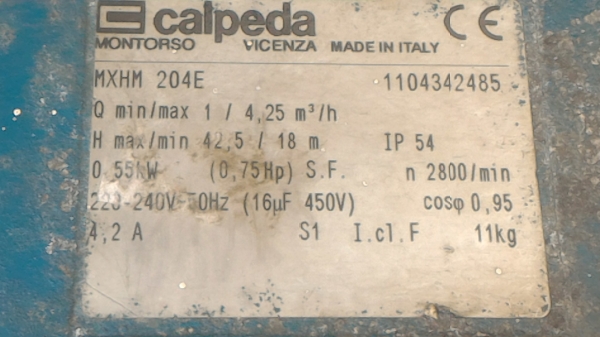 calpeda CE
MONTORSO VICENZA MADE IN ITALY
MXHM 204E 1104342485
Q min/max 1 / 4,25 m³/h
H max/min 42,5 / 18 m IP 54
0,55kW (0,75Hp) S.F. n 2800/min
220-240V 50Hz (16µF 450V) cosφ 0,95
4,2 A S1 I.cl.F 11kg